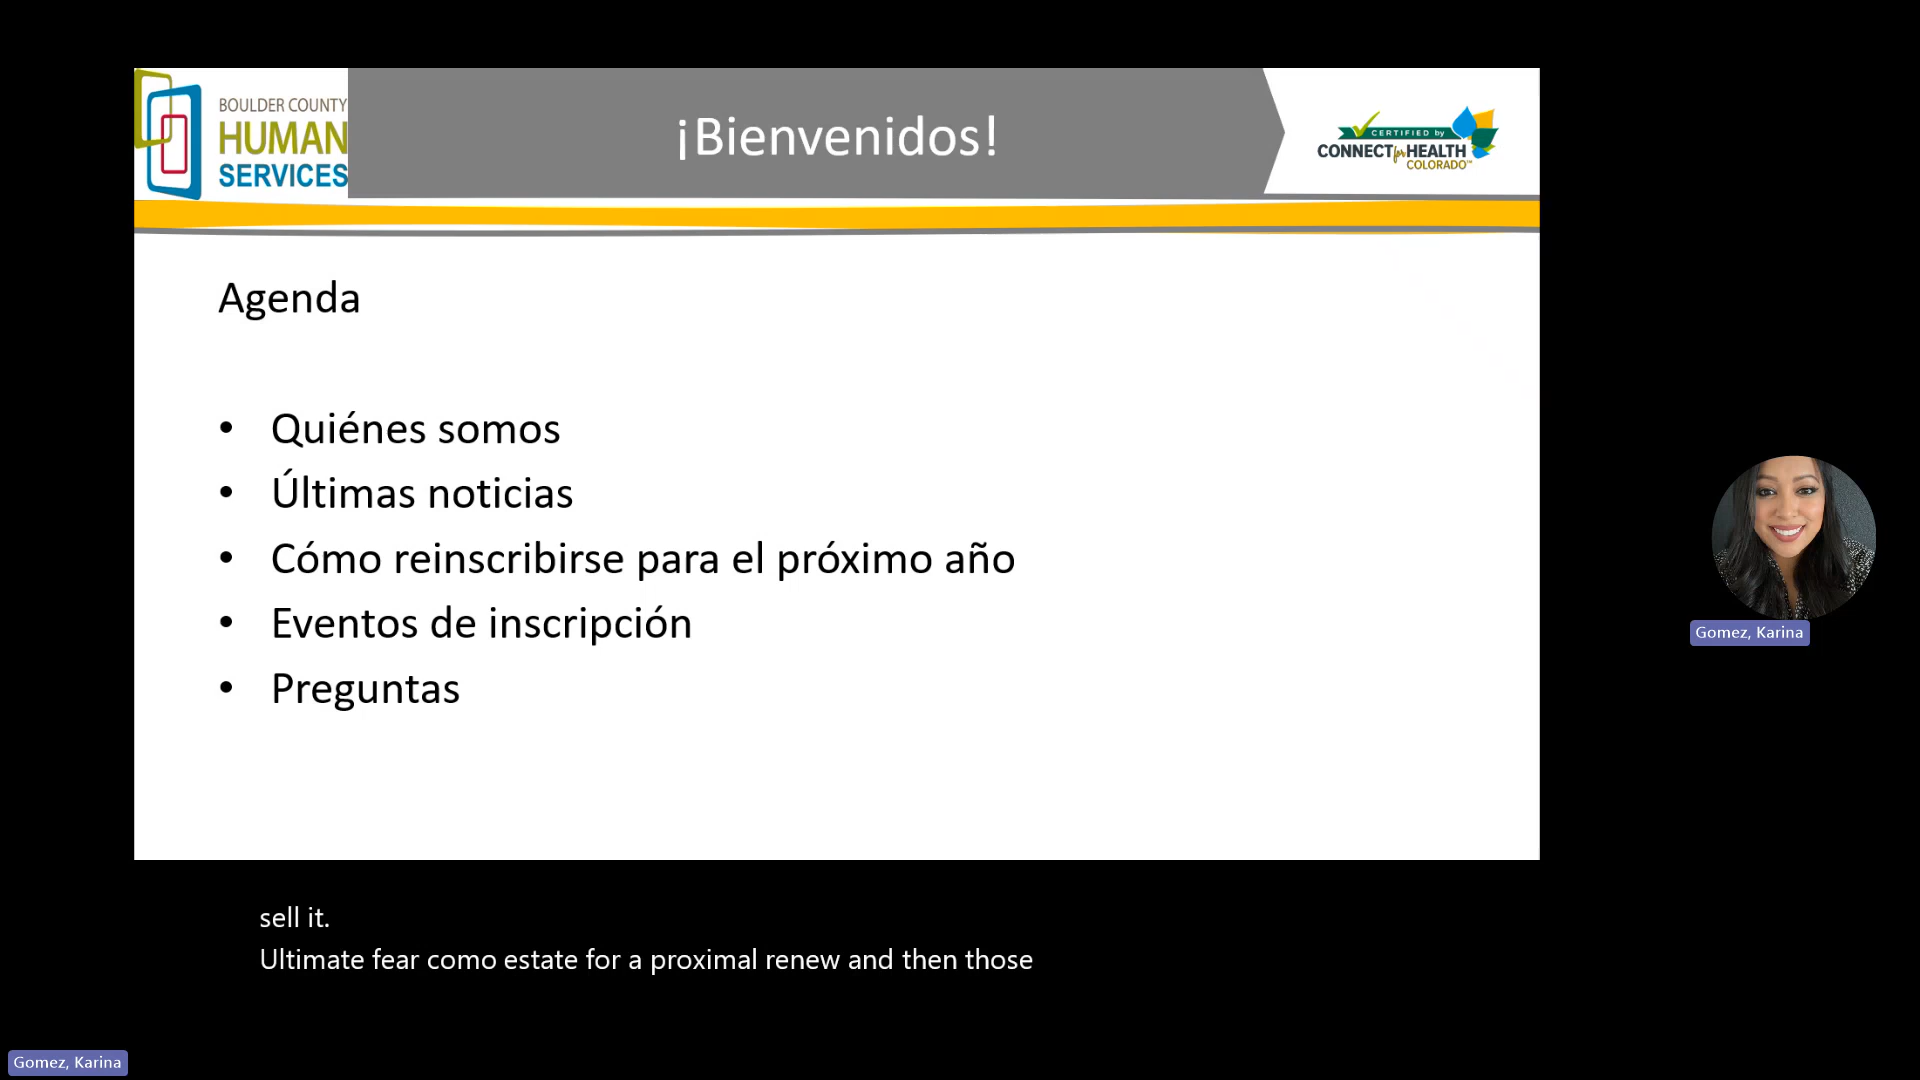 BOULDER COUNTY
HUMAN
SERVICES
¡Bienvenidos!
CERTIFIED by
CONNECT for HEALTH
COLORADO™
Agenda
• Quiénes somos
• Últimas noticias
• Cómo reinscribirse para el próximo año
• Eventos de inscripción
• Preguntas
Gomez, Karina
sell it.
Ultimate fear como estate for a proximal renew and then those
Gomez, Karina